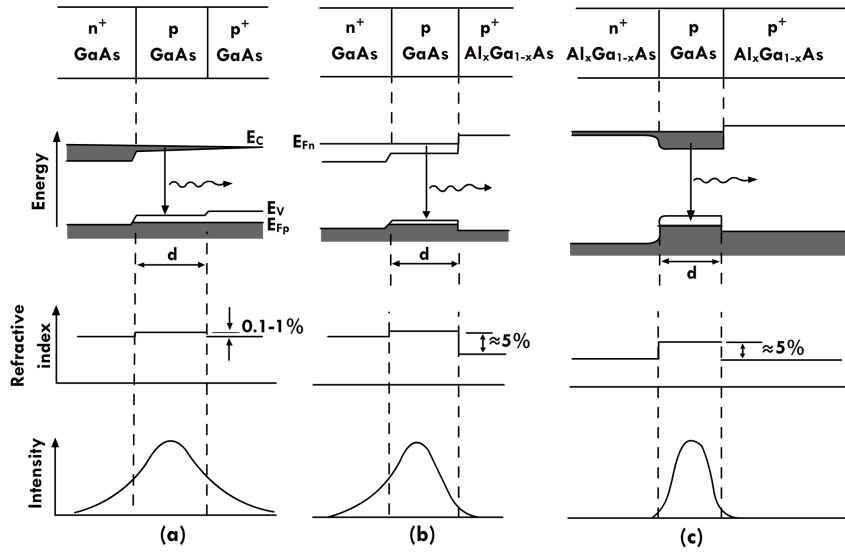 n+ p p+
GaAs GaAs GaAs
n+ p p+
GaAs GaAs AlxGa1-xAs
n+ p p+
AlxGa1-xAs GaAs AlxGa1-xAs
Energy
EC
EV
EFp
d
EFn
d
d
Refractive
index
0.1-1%
≈5%
≈5%
Intensity
(a)
(b)
(c)